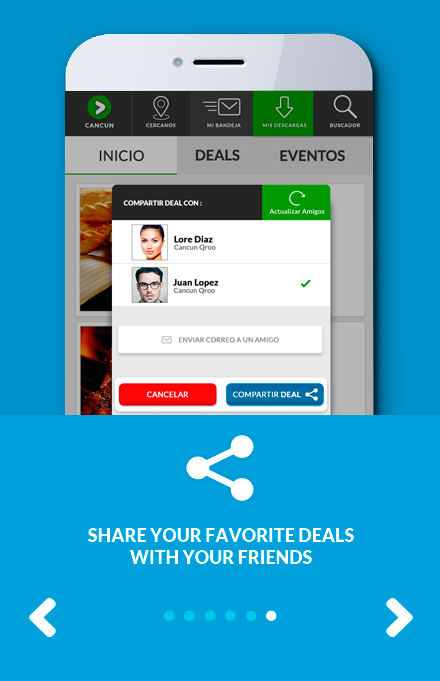 CANCUN
CERCANOS
MI BANDEJA
MIS DESCARGAS
BUSCADOR
INICIO
DEALS
EVENTOS
COMPARTIR DEAL CON :
Actualizar Amigos
Lore Diaz
Cancun Qroo
Juan Lopez
Cancun Qroo
ENVIAR CORREO A UN AMIGO
CANCELAR
COMPARTIR DEAL
SHARE YOUR FAVORITE DEALS
WITH YOUR FRIENDS